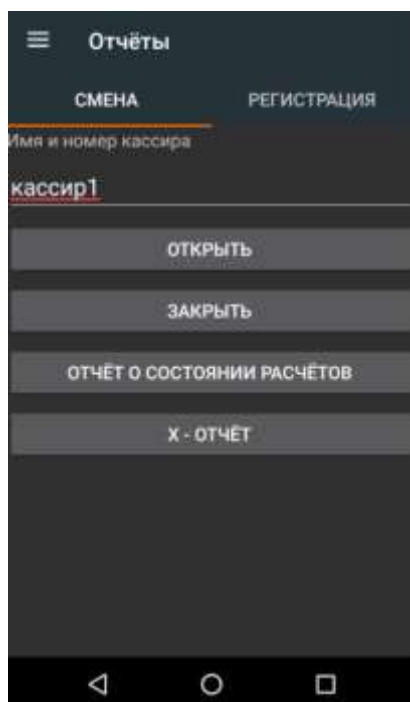 Отчёты
СМЕНА РЕГИСТРАЦИЯ
Имя и номер кассира
кассир1
ОТКРЫТЬ
ЗАКРЫТЬ
ОТЧЁТ О СОСТОЯНИИ РАСЧЁТОВ
X - ОТЧЁТ